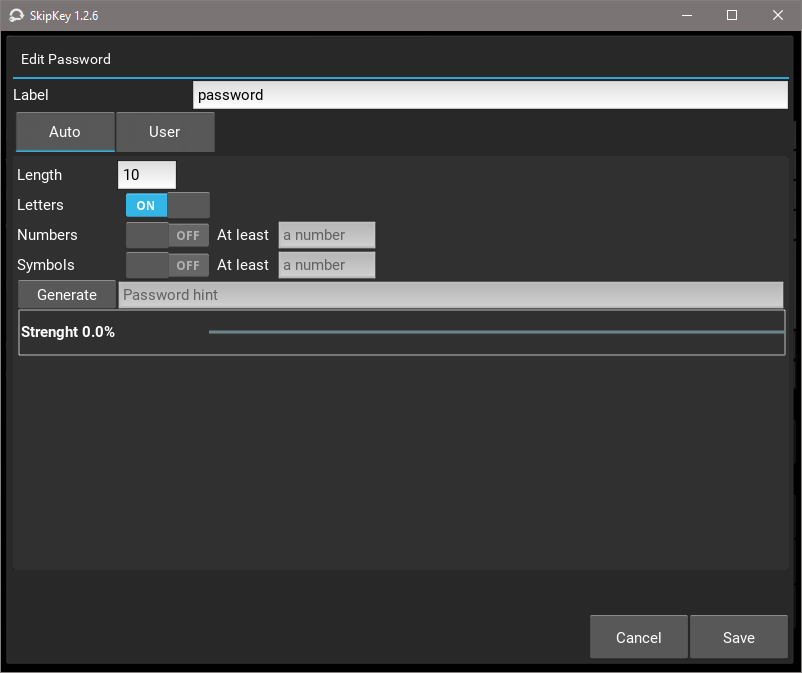 SkipKey 1.2.6
Edit Password
Label password
Auto User
Length 10
Letters ON
Numbers OFF At least a number
Symbols OFF At least a number
Generate Password hint
Strenght 0.0%
Cancel Save